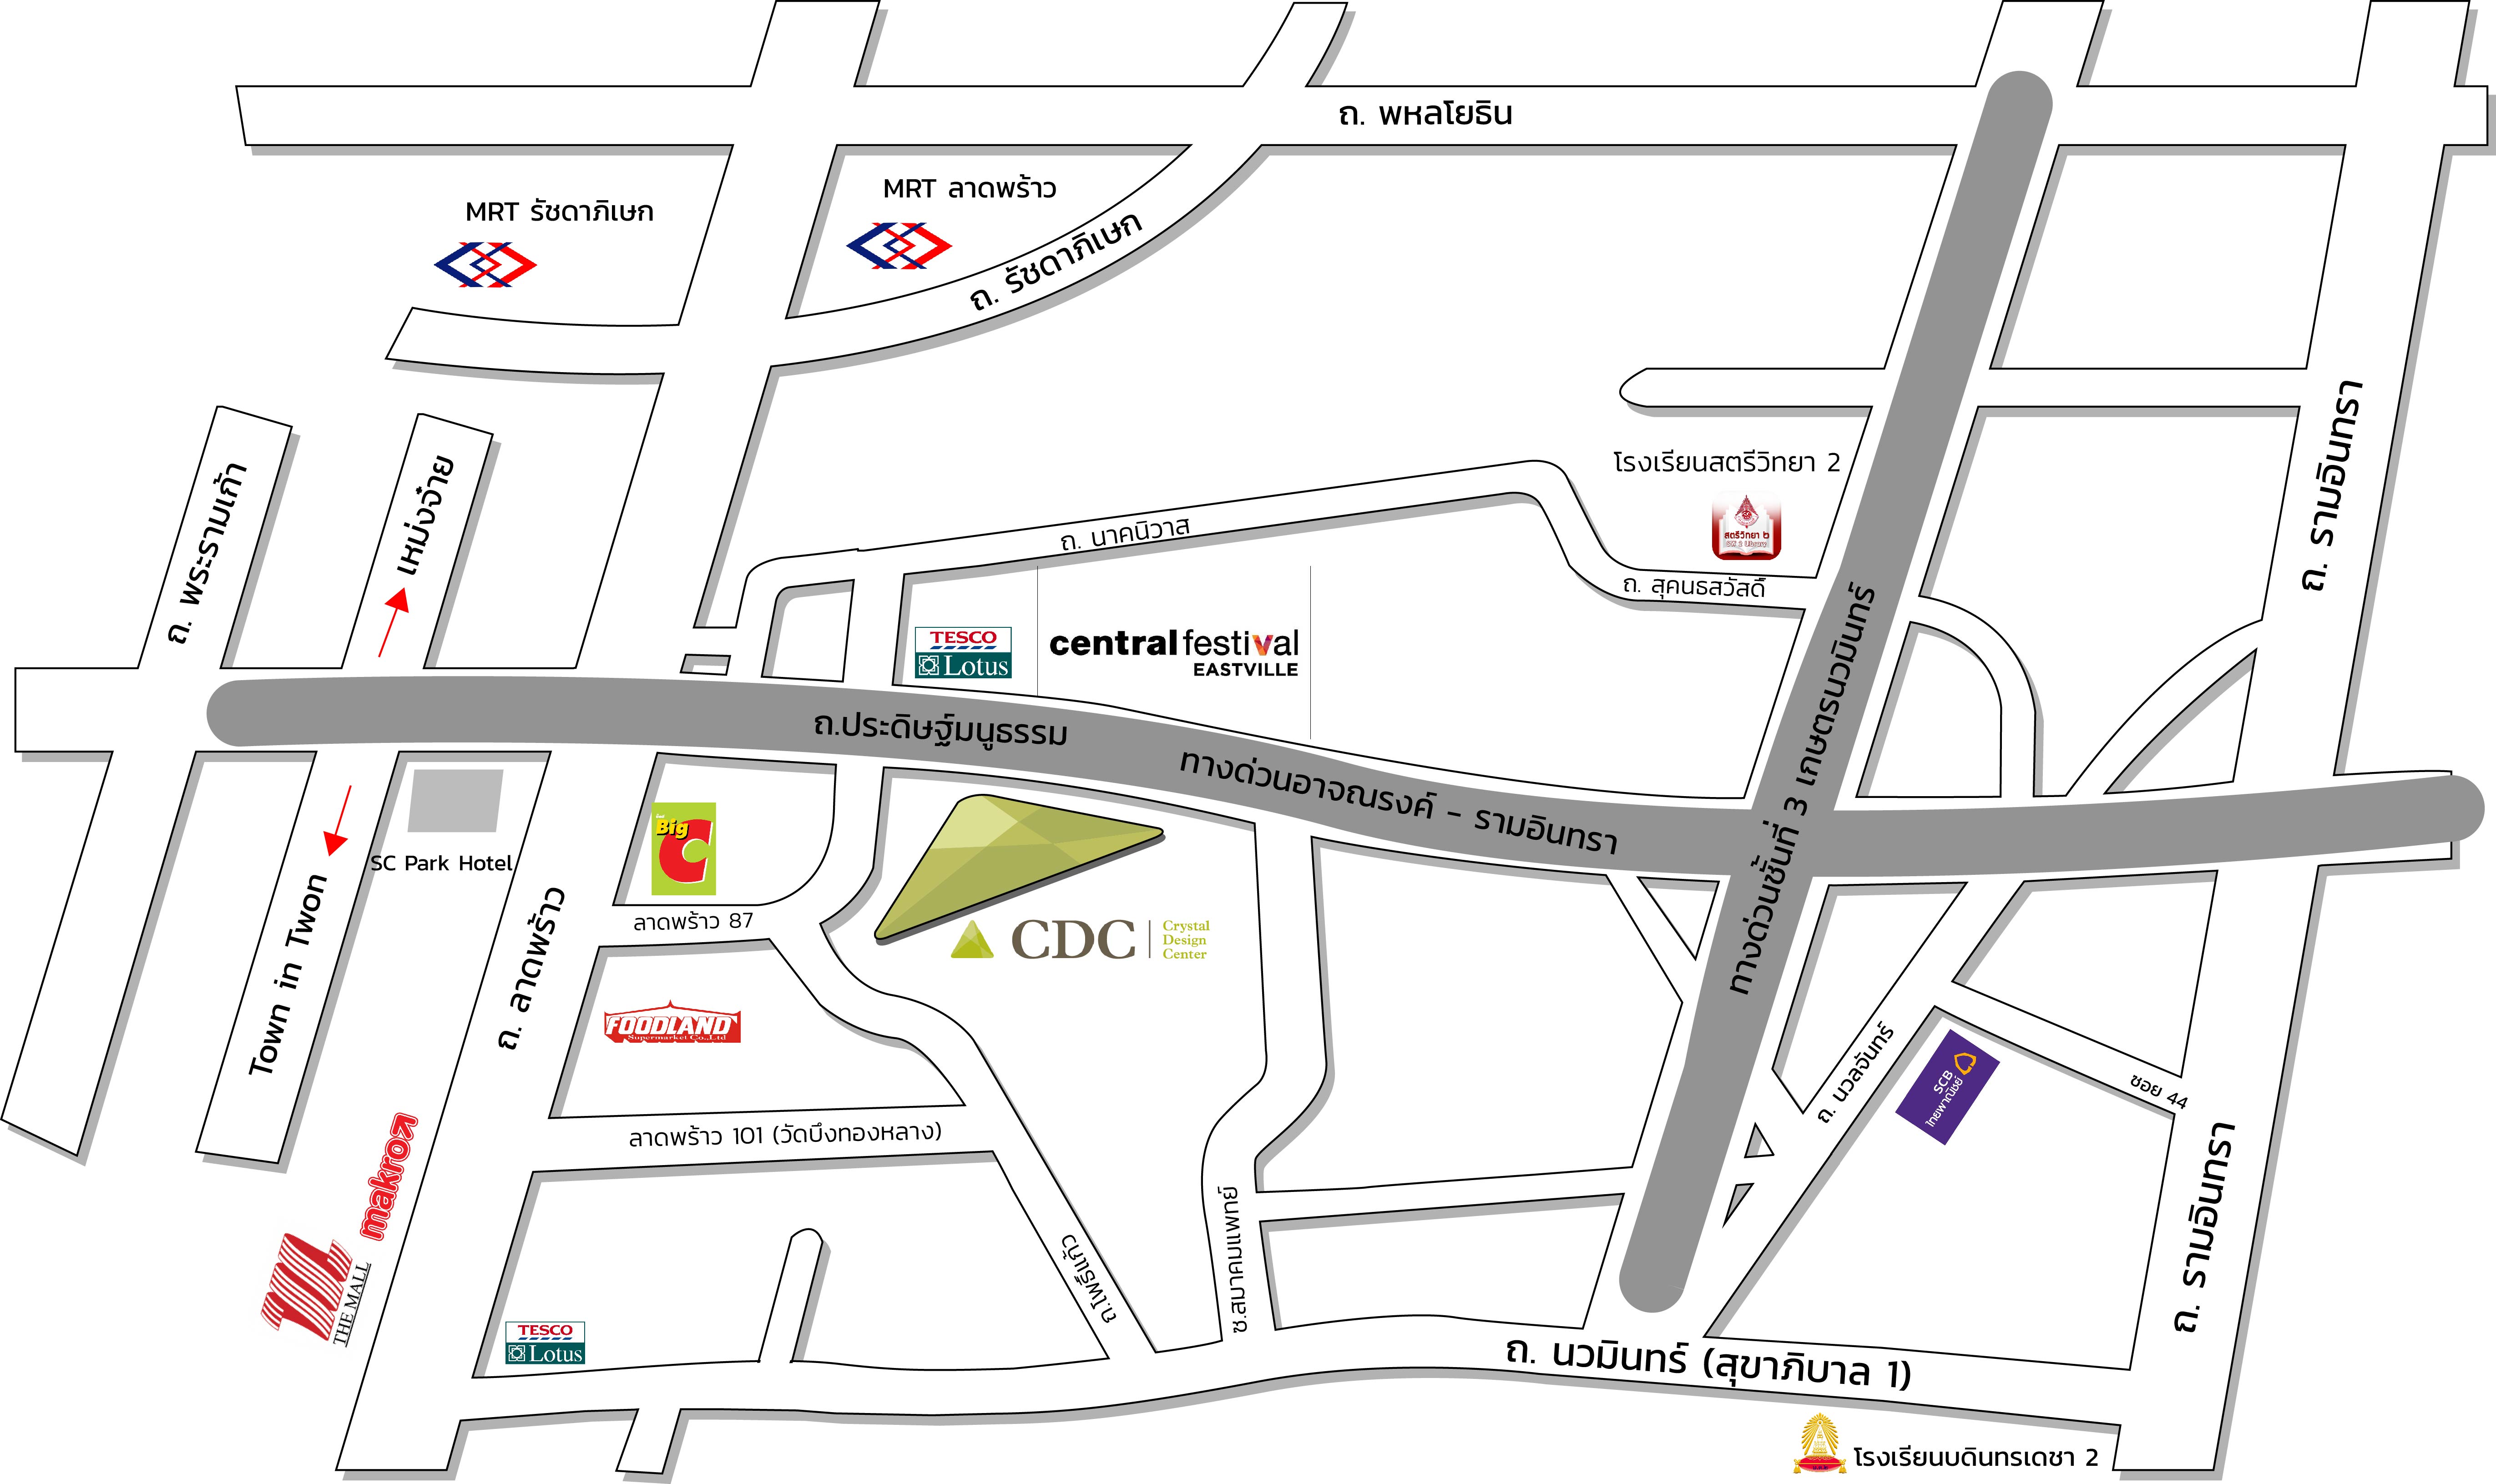 ถ. พหลโยธิน
MRT ลาดพร้าว
MRT รัชดาภิเษก
ถ. รัชดาภิเษก
ถ. พระรามเก้า
เหม่งจ๋าย
ถ. รามอินทรา
โรงเรียนสตรีวิทยา 2
สตรีวิทยา ๒
ถ. นาคนิวาส
ถ. สุคนธสวัสดิ์
TESCO
Lotus
central festival
EASTVILLE
ถ.ประดิษฐ์มนูธรรม
ทางด่วนอาจณรงค์ - รามอินทรา
ทางด่วนชั้นที่ 3 เกษตรนวมินทร์
SC Park Hotel
Big
C
ลาดพร้าว 87
Town in Twon
ถ. ลาดพร้าว
CDC
Crystal
Design
Center
FOODLAND
Supermarket Co.,Ltd
ถ. นวลจันทร์
SCB
ไทยพาณิชย์
ซอย 44
ลาดพร้าว 101 (วัดบึงทองหลาง)
makro
THE MALL
ถ.โพธิ์แก้ว
ซ.สมาคมแพทย์
ถ. รามอินทรา
TESCO
Lotus
ถ. นวมินทร์ (สุขาภิบาล 1)
โรงเรียนบดินทรเดชา 2